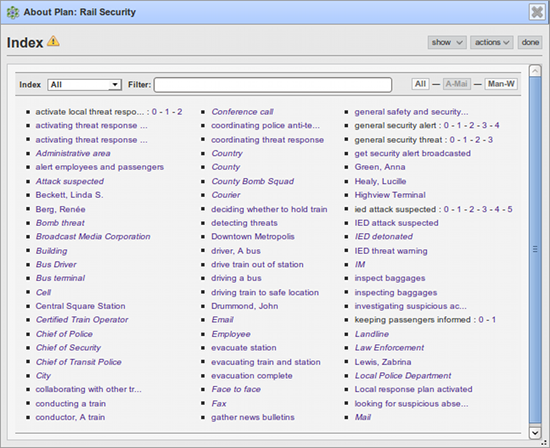 About Plan: Rail Security
Index
show
actions
done
Index
All
Filter:
All — A-Mai — Man-W
activate local threat respo... : 0 - 1 - 2
activating threat response ...
activating threat response ...
Administrative area
alert employees and passengers
Attack suspected
Beckett, Linda S.
Berg, Renée
Bomb threat
Broadcast Media Corporation
Building
Bus Driver
Bus terminal
Cell
Central Square Station
Certified Train Operator
Chief of Police
Chief of Security
Chief of Transit Police
City
collaborating with other tr...
conducting a train
conductor, A train
Conference call
coordinating police anti-te...
coordinating threat response
Country
County
County Bomb Squad
Courier
deciding whether to hold train
detecting threats
Downtown Metropolis
driver, A bus
drive train out of station
driving a bus
driving train to safe location
Drummond, John
Email
Employee
evacuate station
evacuating train and station
evacuation complete
Face to face
Fax
gather news bulletins
general safety and security...
general security alert : 0 - 1 - 2 - 3 - 4
general security threat : 0 - 1 - 2 - 3
get security alert broadcasted
Green, Anna
Healy, Lucille
Highview Terminal
ied attack suspected : 0 - 1 - 2 - 3 - 4 - 5
IED attack suspected
IED detonated
IED threat warning
IM
inspect baggages
inspecting baggages
investigating suspicious ac...
keeping passengers informed : 0 - 1
Landline
Law Enforcement
Lewis, Zabrina
Local Police Department
Local response plan activated
looking for suspicious abse...
Mail